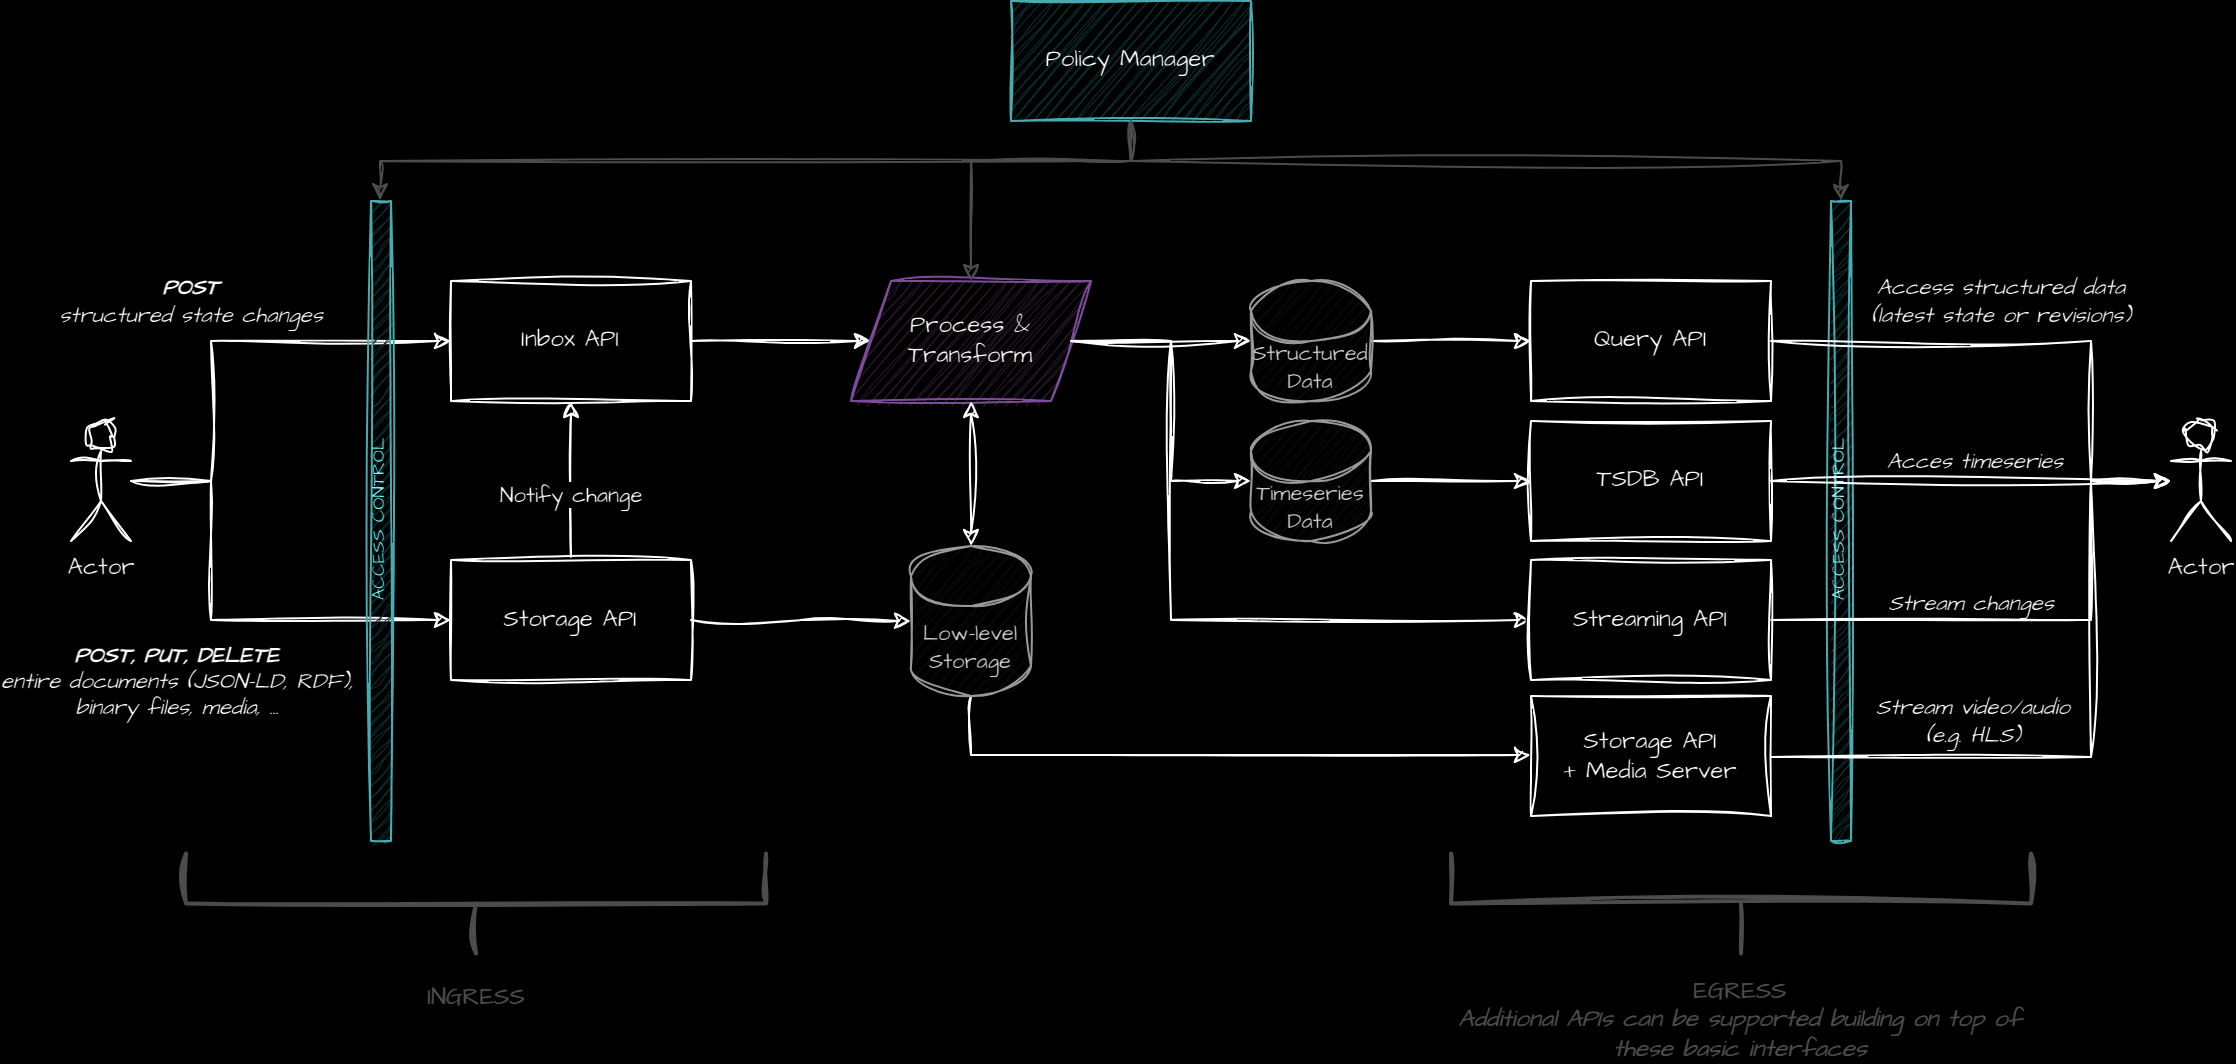 Policy Manager
POST
structured state changes
Inbox API
Process &
Transform
Structured
Data
Query API
Access structured data
(latest state or revisions)
Actor
ACCESS CONTROL
Notify change
Timeseries
Data
TSDB API
ACCESS CONTROL
Acces timeseries
Actor
Storage API
Low-level
Storage
Streaming API
Stream changes
POST, PUT, DELETE
entire documents (JSON-LD, RDF),
binary files, media, ...
Storage API
+ Media Server
Stream video/audio
(e.g. HLS)
INGRESS
EGRESS
Additional APIs can be supported building on top of
these basic interfaces